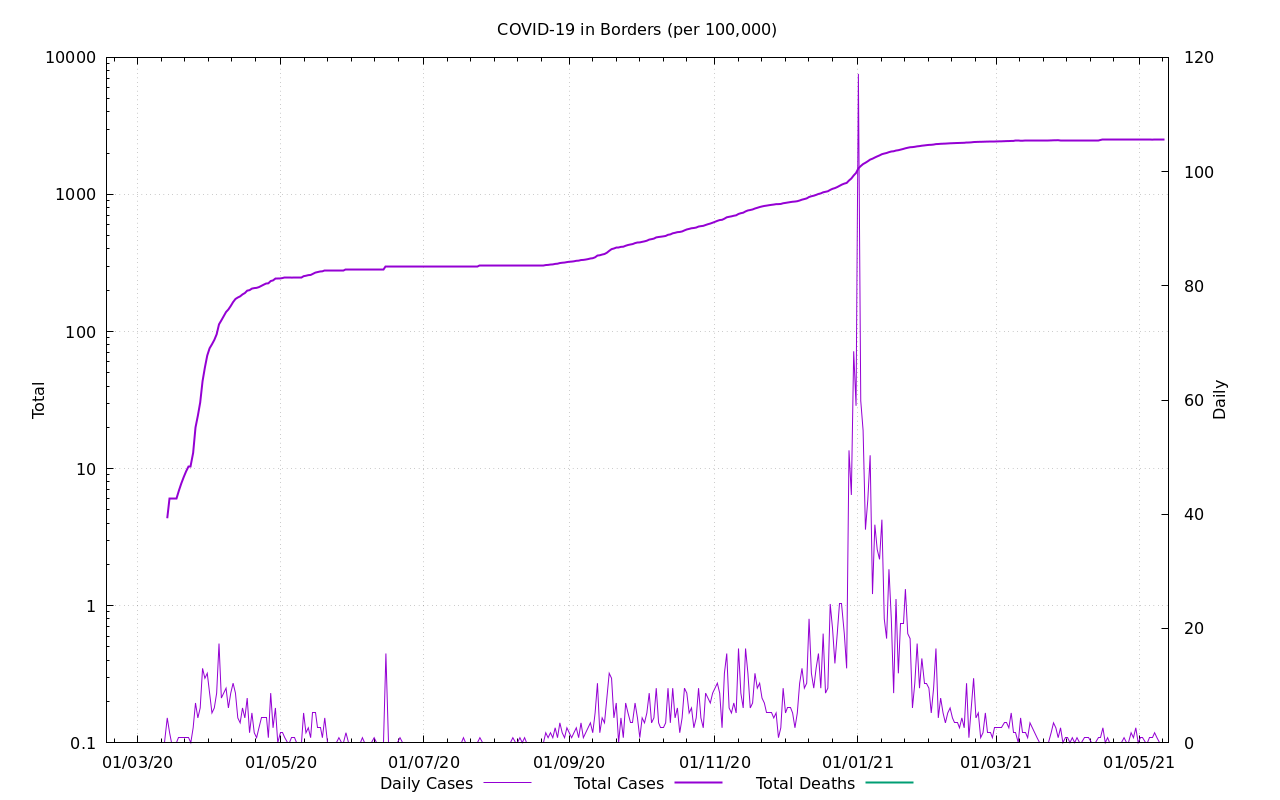 COVID-19 in Borders (per 100,000)
10000
1000
100
10
1
0.1
Total
120
100
80
60
40
20
0
Daily
01/03/20 01/05/20 01/07/20 01/09/20 01/11/20 01/01/21 01/03/21 01/05/21
Daily Cases Total Cases Total Deaths